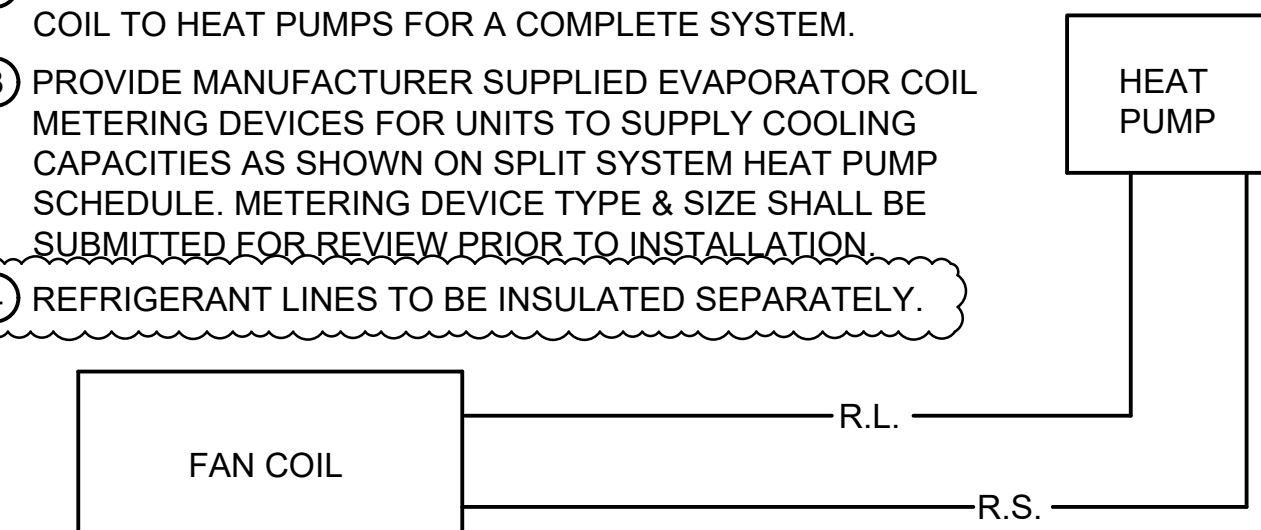 COIL TO HEAT PUMPS FOR A COMPLETE SYSTEM.
PROVIDE MANUFACTURER SUPPLIED EVAPORATOR COIL
METERING DEVICES FOR UNITS TO SUPPLY COOLING
CAPACITIES AS SHOWN ON SPLIT SYSTEM HEAT PUMP
SCHEDULE. METERING DEVICE TYPE & SIZE SHALL BE
SUBMITTED FOR REVIEW PRIOR TO INSTALLATION.
REFRIGERANT LINES TO BE INSULATED SEPARATELY.
HEAT
PUMP
R.L.
FAN COIL
R.S.